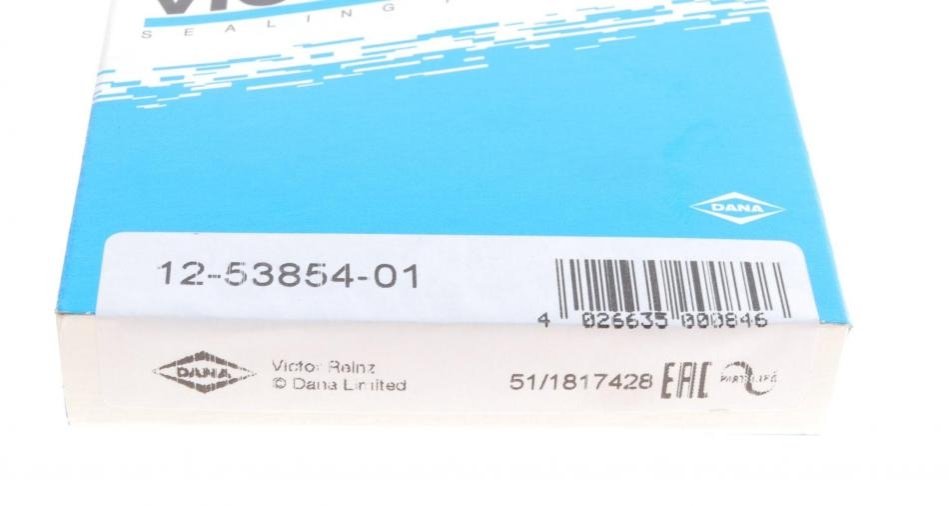 SEALING
DANA
12-53854-01
4 026635 000846
DANA
Victor Reinz
© Dana Limited
51/1817428 EAC